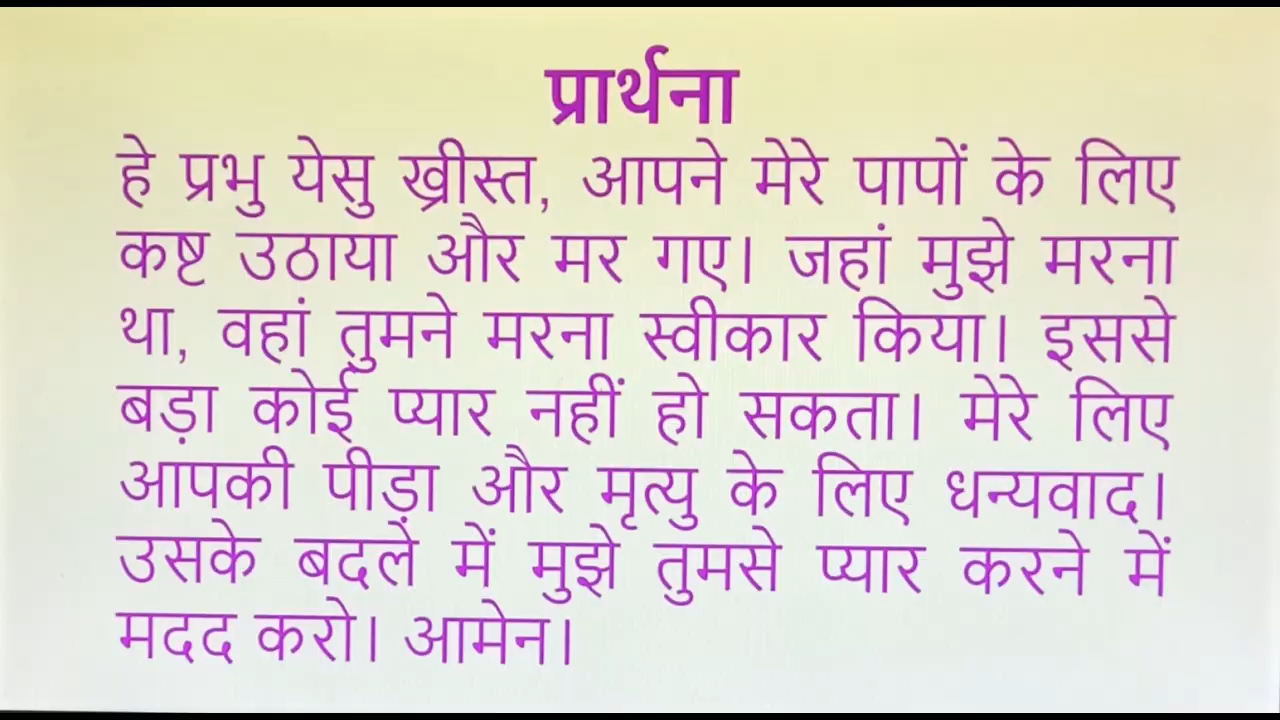 प्रार्थना
हे प्रभु येसु ख्रीस्त, आपने मेरे पापों के लिए
कष्ट उठाया और मर गए। जहां मुझे मरना
था, वहां तुमने मरना स्वीकार किया। इससे
बड़ा कोई प्यार नहीं हो सकता। मेरे लिए
आपकी पीड़ा और मृत्यु के लिए धन्यवाद।
उसके बदले में मुझे तुमसे प्यार करने में
मदद करो। आमेन।